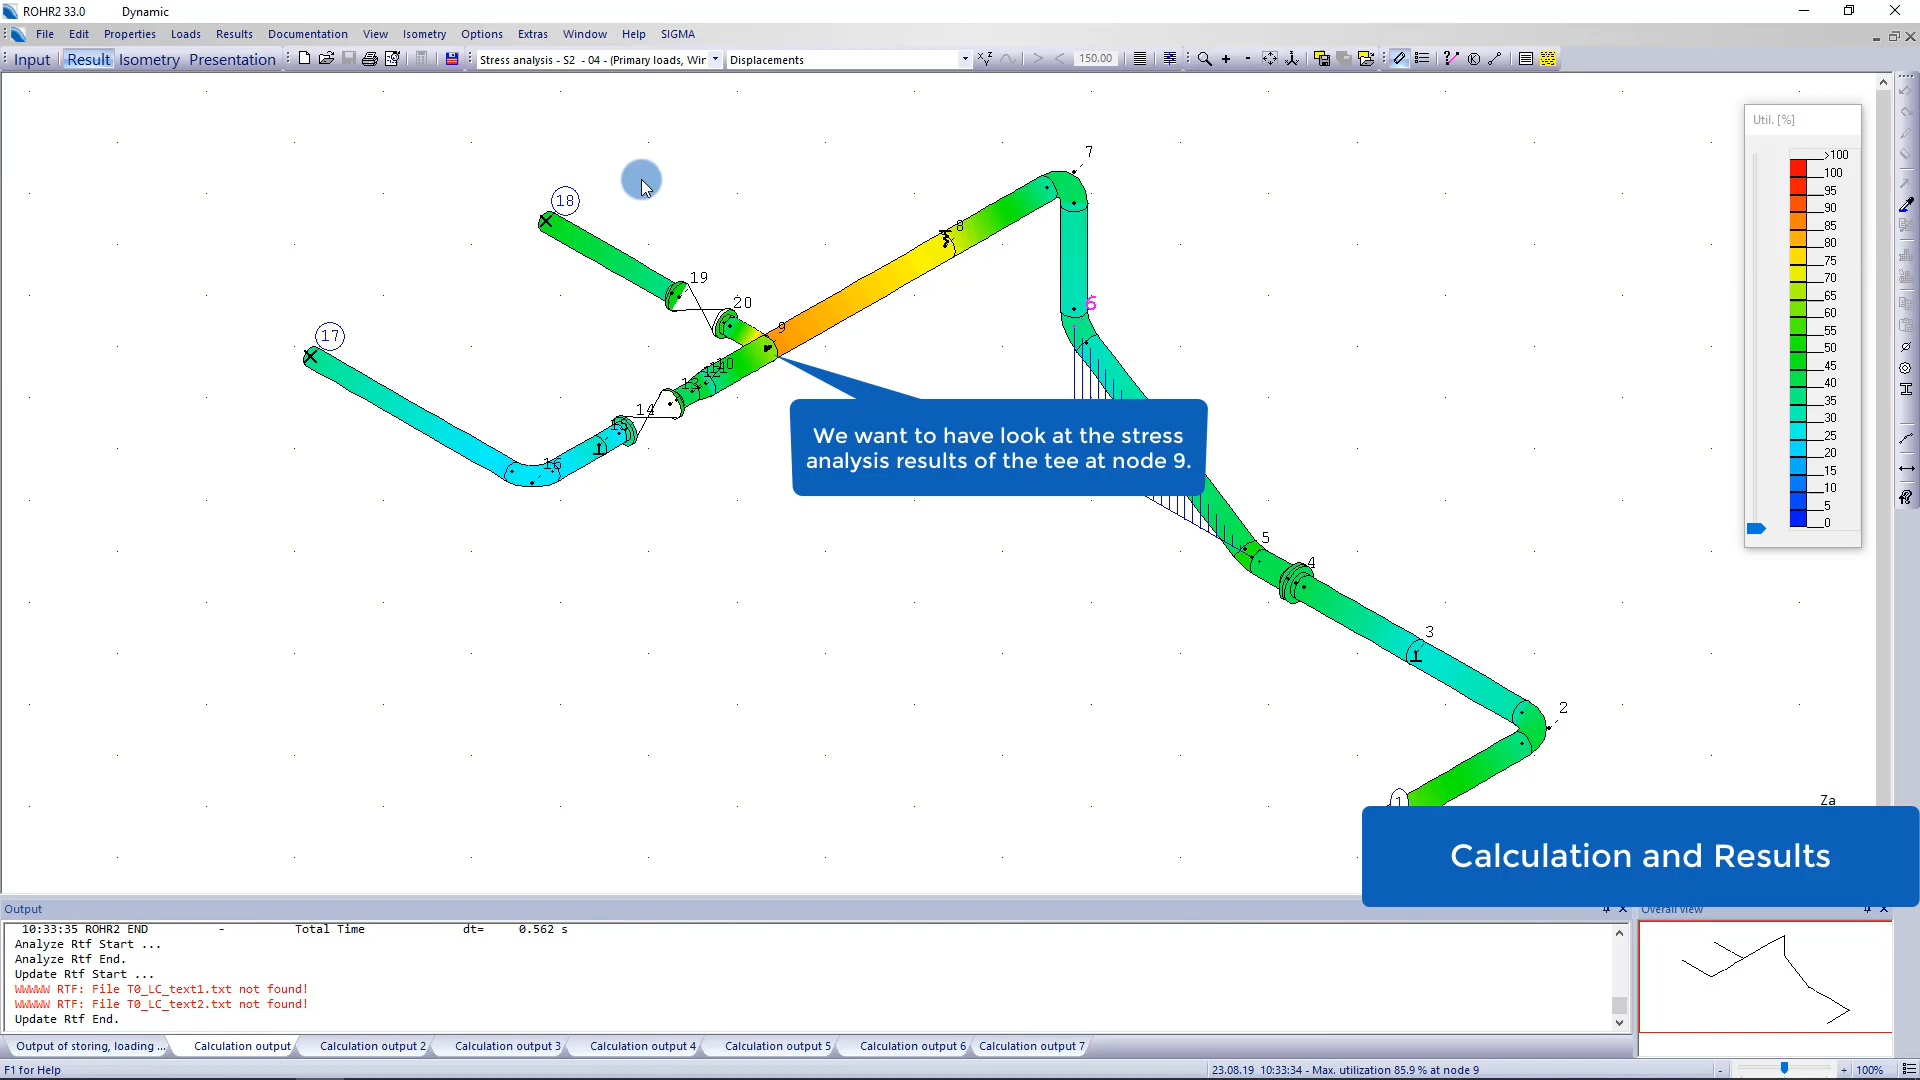 ROHR2 33.0 Dynamic
File Edit Properties Loads Results Documentation View Isometry Options Extras Window Help SIGMA
Input Result Isometry Presentation Stress analysis - S2 - 04 - (Primary loads, Wir Displacements 150.00
Util. [%]
>100
100
95
90
85
80
75
70
65
60
55
50
45
40
35
30
25
20
15
10
5
0
7
18
8
19
20
6
9
17
10
14
16
5
4
3
2
1
We want to have look at the stress
analysis results of the tee at node 9.
Za
Calculation and Results
Output
Overall view
10:33:35 ROHR2 END - Total Time dt= 0.562 s
Analyze Rtf Start ...
Analyze Rtf End.
Update Rtf Start ...
WWWWW RTF: File T0_LC_text1.txt not found!
WWWWW RTF: File T0_LC_text2.txt not found!
Update Rtf End.
Output of storing, loading ... Calculation output Calculation output 2 Calculation output 3 Calculation output 4 Calculation output 5 Calculation output 6 Calculation output 7
F1 for Help
23.08.19 10:33:34 - Max. utilization 85.9 % at node 9
- + 100%